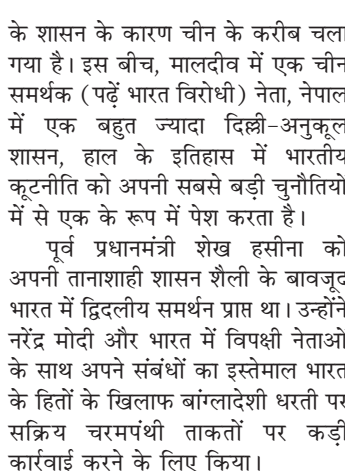 के शासन के कारण चीन के करीब चला
गया है। इस बीच, मालदीव में एक चीन
समर्थक (पढ़ें भारत विरोधी) नेता, नेपाल
में एक बहुत ज्यादा दिल्ली-अनुकूल
शासन, हाल के इतिहास में भारतीय
कूटनीति को अपनी सबसे बड़ी चुनौतियों
में से एक के रूप में पेश करता है।
पूर्व प्रधानमंत्री शेख हसीना को
अपनी तानाशाही शासन शैली के बावजूद
भारत में द्विदलीय समर्थन प्राप्त था। उन्होंने
नरेंद्र मोदी और भारत में विपक्षी नेताओं
के साथ अपने संबंधों का इस्तेमाल भारत
के हितों के खिलाफ बांग्लादेशी धरती पर
सक्रिय चरमपंथी ताकतों पर कड़ी
कार्रवाई करने के लिए किया।